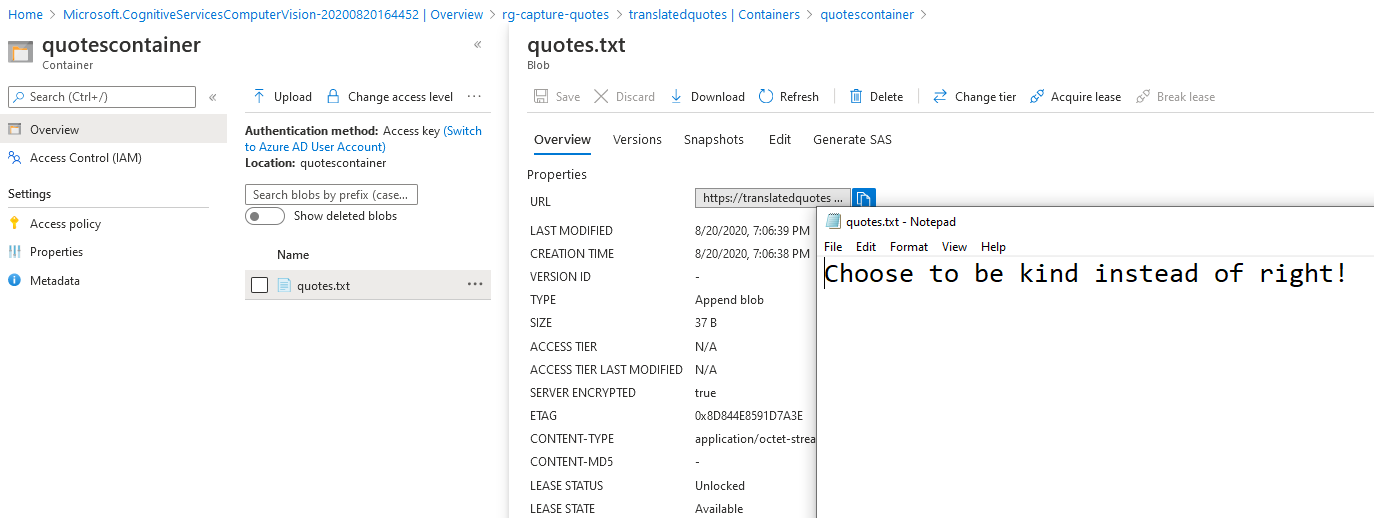 Home > Microsoft.CognitiveServicesComputerVision-20200820164452 | Overview > rg-capture-quotes > translatedquotes | Containers > quotescontainer >
quotescontainer
Container
«
Search (Ctrl+/)
«
Overview
Access Control (IAM)
Settings
Access policy
Properties
Metadata
Upload
Change access level
...
Authentication method: Access key (Switch
to Azure AD User Account)
Location: quotescontainer
Search blobs by prefix (case...
Show deleted blobs
Name
quotes.txt
...
quotes.txt
Blob
Save
Discard
Download
Refresh
Delete
Change tier
Acquire lease
Break lease
Overview
Versions
Snapshots
Edit
Generate SAS
Properties
URL https://translatedquotes ...
LAST MODIFIED 8/20/2020, 7:06:39 PM
CREATION TIME 8/20/2020, 7:06:38 PM
VERSION ID -
TYPE Append blob
SIZE 37 B
ACCESS TIER N/A
ACCESS TIER LAST MODIFIED N/A
SERVER ENCRYPTED true
ETAG 0x8D844E8591D7A3E
CONTENT-TYPE application/octet-strea
CONTENT-MD5 -
LEASE STATUS Unlocked
LEASE STATE Available
quotes.txt - Notepad
File Edit Format View Help
Choose to be kind instead of right!